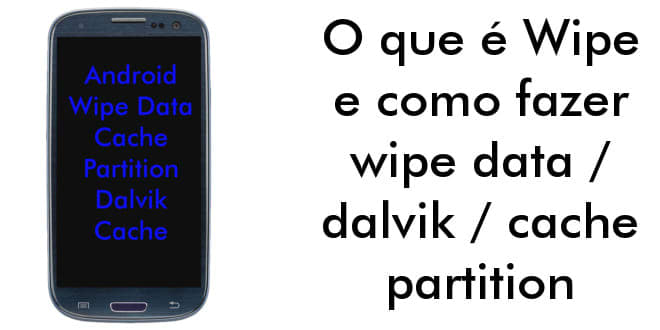 Android
Wipe Data
Cache
Partition
Dalvik
Cache
O que é Wipe
e como fazer
wipe data /
dalvik / cache
partition